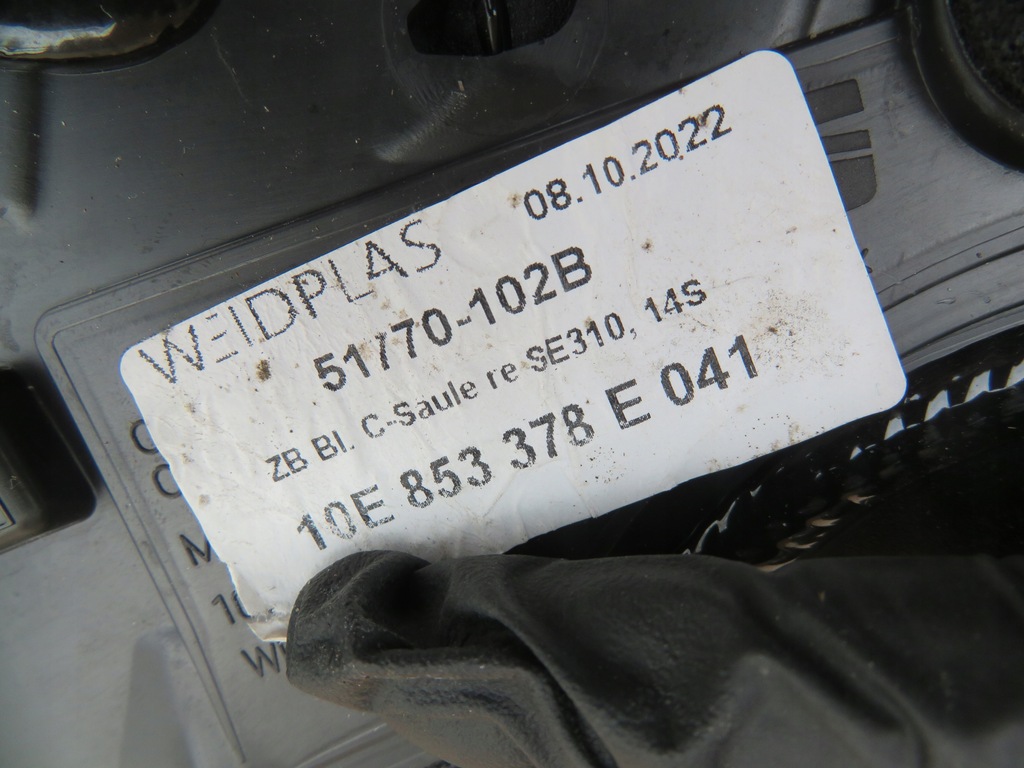 WEIDPLAS 08.10.2022
51770-102B
ZB Bl. C-Saule re SE310, 14S
10E 853 378 E 041